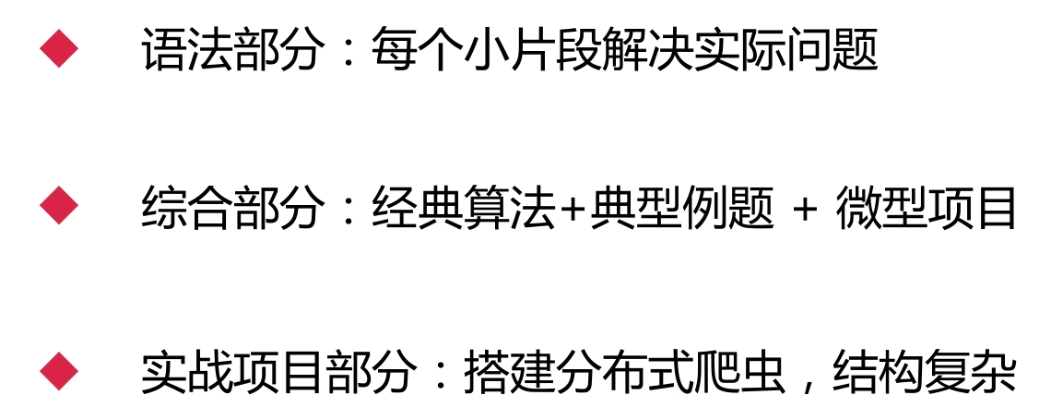 语法部分：每个小片段解决实际问题
综合部分：经典算法+典型例题 + 微型项目
实战项目部分：搭建分布式爬虫，结构复杂